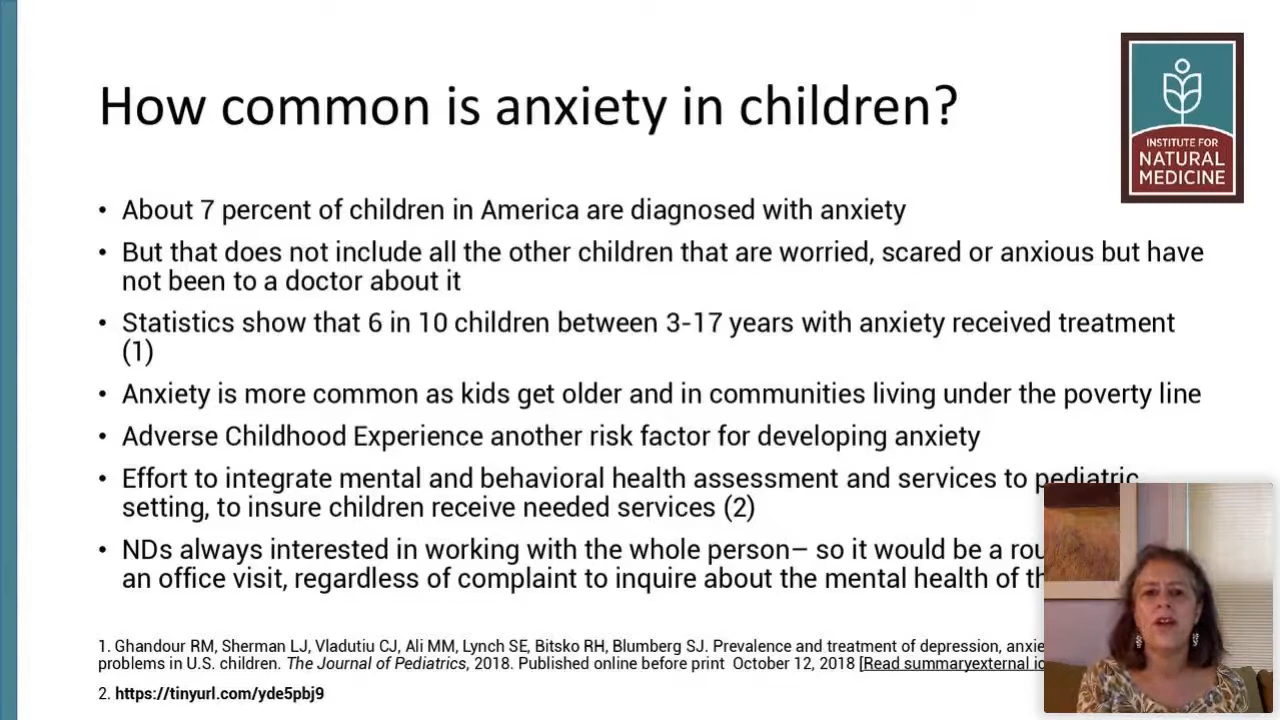 How common is anxiety in children?
INSTITUTE FOR
NATURAL
MEDICINE
• About 7 percent of children in America are diagnosed with anxiety
• But that does not include all the other children that are worried, scared or anxious but have
not been to a doctor about it
• Statistics show that 6 in 10 children between 3-17 years with anxiety received treatment
(1)
• Anxiety is more common as kids get older and in communities living under the poverty line
• Adverse Childhood Experience another risk factor for developing anxiety
• Effort to integrate mental and behavioral health assessment and services to pediatric
setting, to insure children receive needed services (2)
• NDs always interested in working with the whole person– so it would be a
an office visit, regardless of complaint to inquire about the mental health of
1. Ghandour RM, Sherman LJ, Vladutiu CJ, Ali MM, Lynch SE, Bitsko RH, Blumberg SJ. Prevalence and treatment of depression,
problems in U.S. children. The Journal of Pediatrics, 2018. Published online before print October 12, 2018 [Read summaryexternal
2. https://tinyurl.com/yde5pbj9